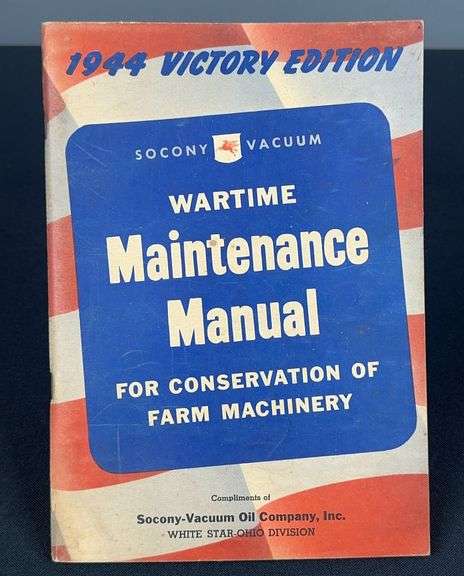 1944 VICTORY EDITION
SOCONY VACUUM
WARTIME
Maintenance
Manual
FOR CONSERVATION OF
FARM MACHINERY
Compliments of
Socony-Vacuum Oil Company, Inc.
WHITE STAR-OHIO DIVISION